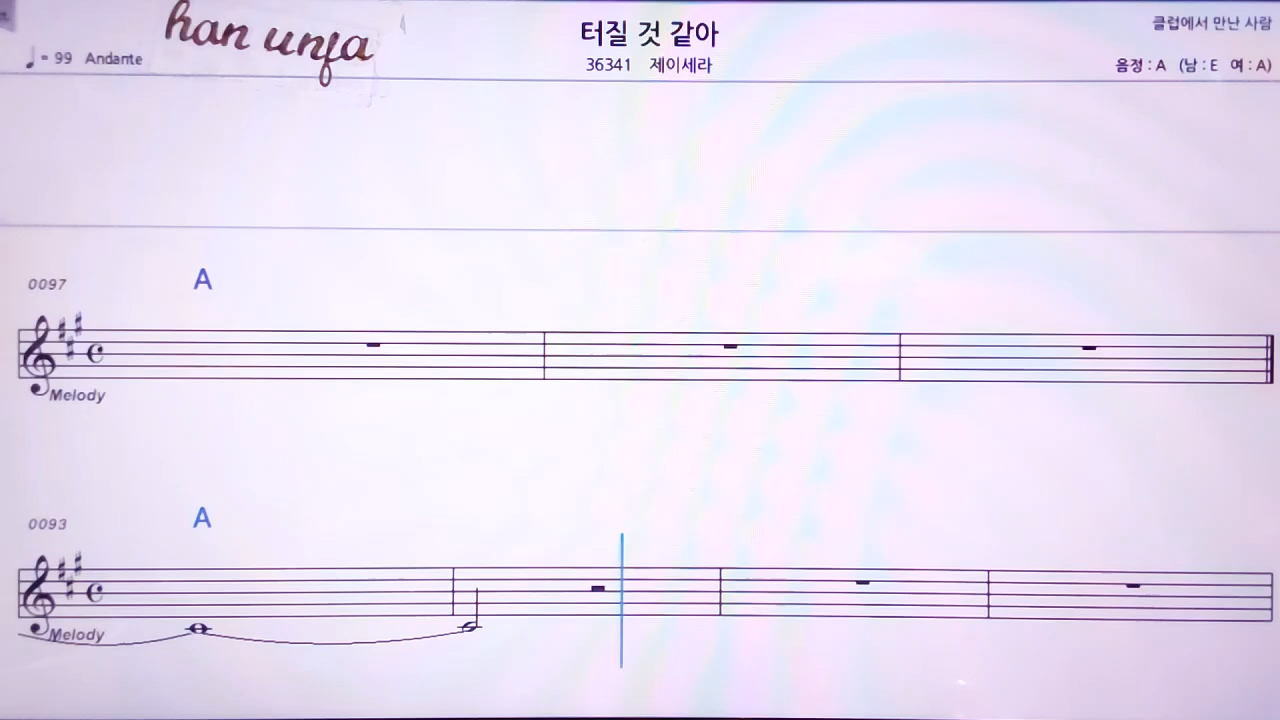 han unfa
터질 것 같아
클럽에서 만난 사람
♩ = 99 Andante
36341 제이세라
음정 : A (남 : E 여 : A)
0097
A
Melody
0093
A
Melody